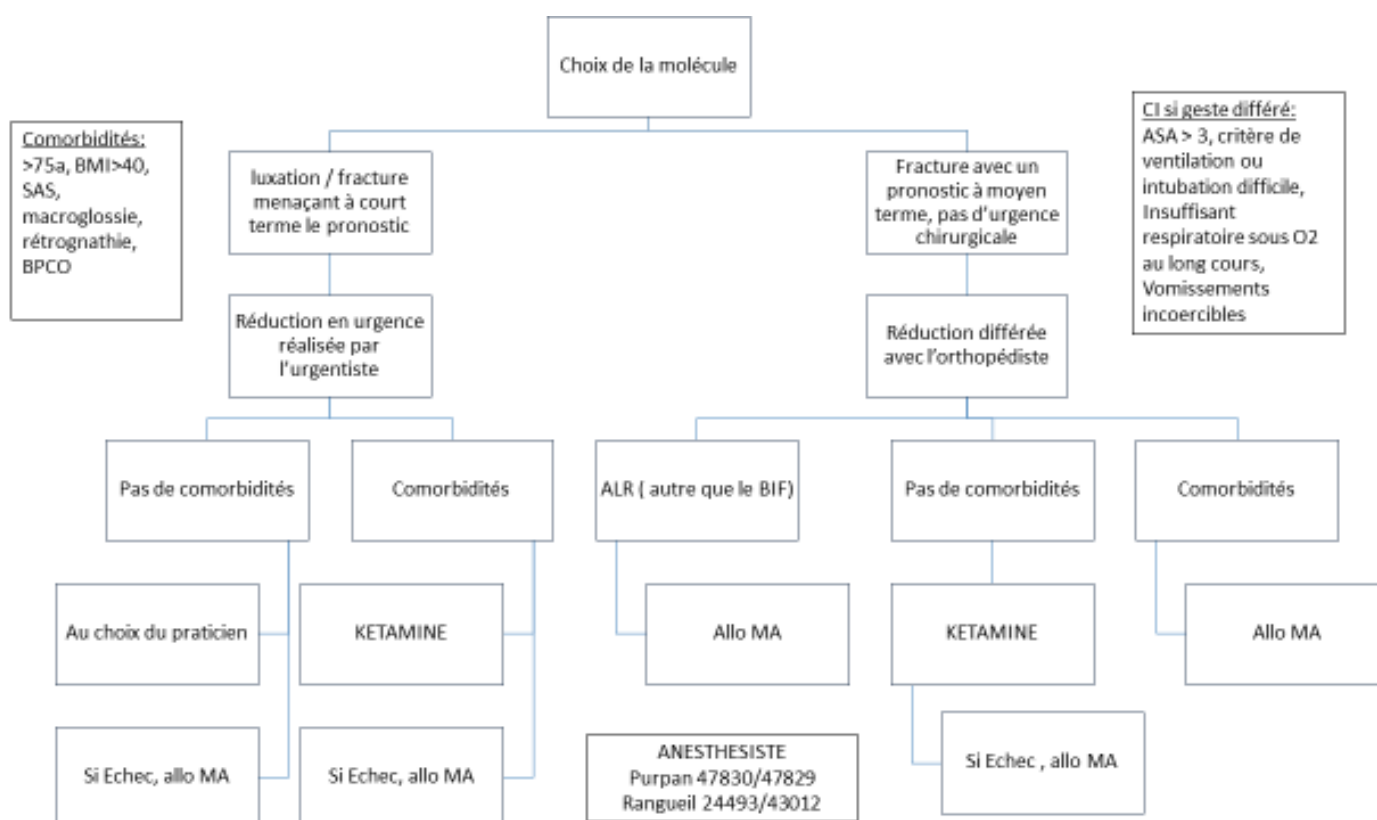 Choix de la molécule
Comorbidités:
>75a, BMI>40,
SAS,
macroglossie,
rétrognathie,
BPCO
luxation / fracture
menaçant à court
terme le pronostic
Fracture avec un
pronostic à moyen
terme, pas d'urgence
chirurgicale
CI si geste différé:
ASA > 3, critère de
ventilation ou
intubation difficile,
Insuffisant
respiratoire sous O2
au long cours,
Vomissements
incoercibles
Réduction en urgence
réalisée par
l'urgentiste
Réduction différée
avec l'orthopédiste
Pas de comorbidités
Comorbidités
ALR ( autre que le BIF)
Pas de comorbidités
Comorbidités
Au choix du praticien
KETAMINE
Allo MA
KETAMINE
Allo MA
Si Echec, allo MA
Si Echec, allo MA
ANESTHESISTE
Purpan 47830/47829
Rangueil 24493/43012
Si Echec , allo MA